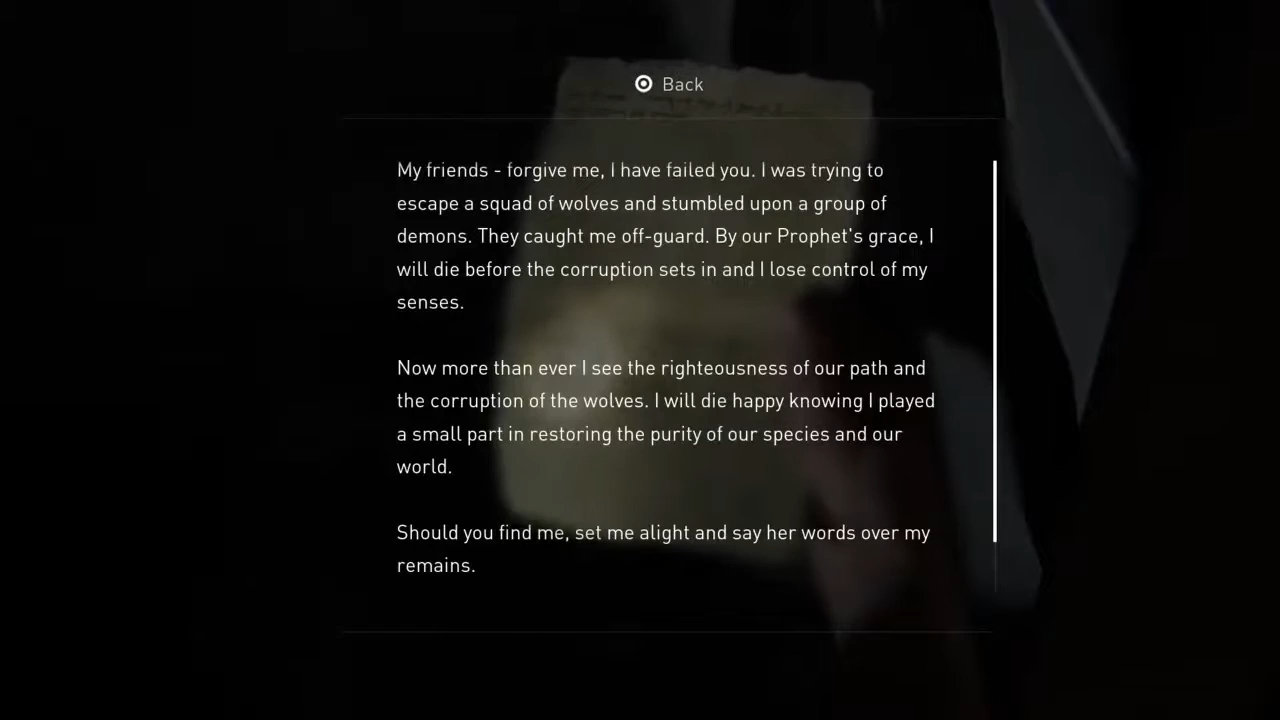 Back
My friends - forgive me, I have failed you. I was trying to
escape a squad of wolves and stumbled upon a group of
demons. They caught me off-guard. By our Prophet's grace, I
will die before the corruption sets in and I lose control of my
senses.
Now more than ever I see the righteousness of our path and
the corruption of the wolves. I will die happy knowing I played
a small part in restoring the purity of our species and our
world.
Should you find me, set me alight and say her words over my
remains.